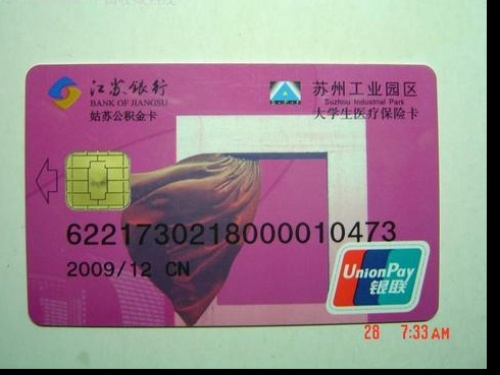 江苏银行
BANK OF JIANGSU
姑苏公积金卡
苏州工业园区
Suzhou Industrial Park
大学生医疗保险卡
6221730218000010473
2009/12 CN
UnionPay
银联
28 7:33 AM